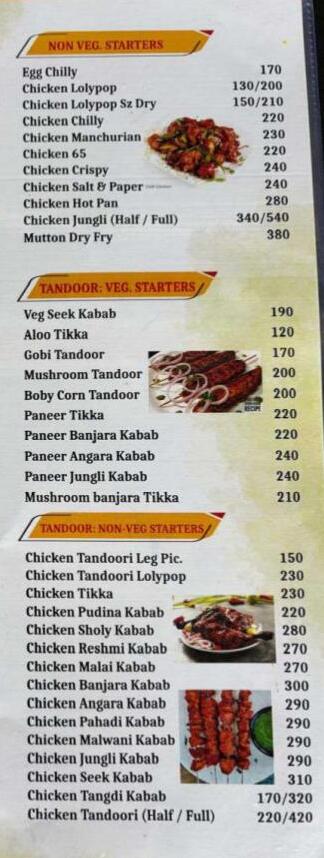 NON VEG. STARTERS
Egg Chilly 170
Chicken Lolypop 130/200
Chicken Lolypop Sz Dry 150/210
Chicken Chilly 220
Chicken Manchurian 230
Chicken 65 220
Chicken Crispy 240
Chicken Salt & Paper 240
Chicken Hot Pan 280
Chicken Jungli (Half / Full) 340/540
Mutton Dry Fry 380
TANDOOR: VEG. STARTERS
Veg Seek Kabab 190
Aloo Tikka 120
Gobi Tandoor 170
Mushroom Tandoor 200
Boby Corn Tandoor 200
RECIPE
Paneer Tikka 220
Paneer Banjara Kabab 220
Paneer Angara Kabab 240
Paneer Jungli Kabab 240
Mushroom banjara Tikka 210
TANDOOR: NON-VEG STARTERS
Chicken Tandoori Leg Pic. 150
Chicken Tandoori Lolypop 230
Chicken Tikka 230
Chicken Pudina Kabab 220
Chicken Sholy Kabab 280
Chicken Reshmi Kabab 270
Chicken Malai Kabab 270
Chicken Banjara Kabab 300
Chicken Angara Kabab 290
Chicken Pahadi Kabab 290
Chicken Malwani Kabab 290
Chicken Jungli Kabab 290
Chicken Seek Kabab 310
Chicken Tangdi Kabab 170/320
Chicken Tandoori (Half / Full) 220/420